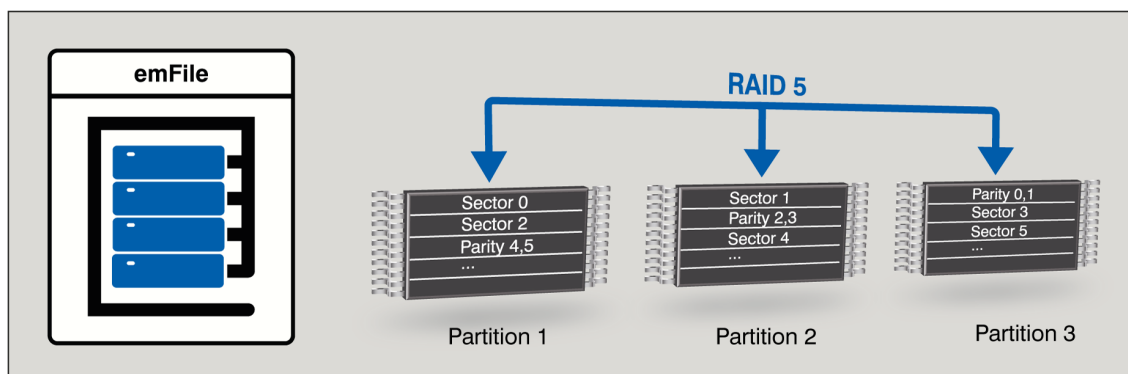 emFile
RAID 5
Sector 0
Sector 2
Parity 4,5
...
Partition 1
Sector 1
Parity 2,3
Sector 4
...
Partition 2
Parity 0,1
Sector 3
Sector 5
...
Partition 3